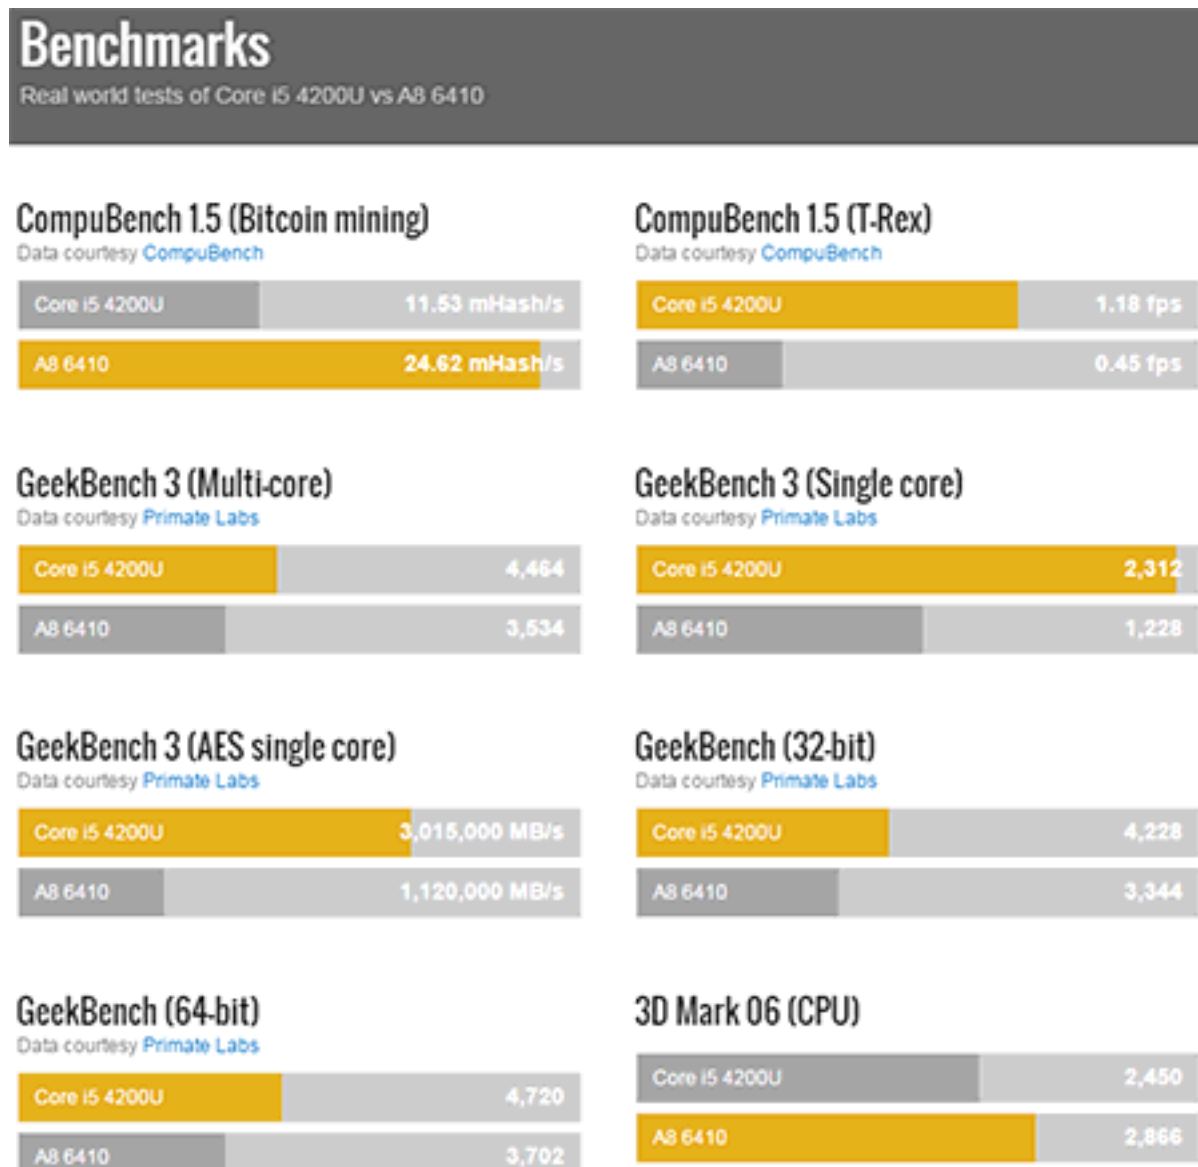 Benchmarks
Real world tests of Core i5 4200U vs A8 6410
CompuBench 1.5 (Bitcoin mining)
Data courtesy CompuBench
Core i5 4200U 11.53 mHash/s
A8 6410 24.62 mHash/s
CompuBench 1.5 (T-Rex)
Data courtesy CompuBench
Core i5 4200U 1.18 fps
A8 6410 0.45 fps
GeekBench 3 (Multi-core)
Data courtesy Primate Labs
Core i5 4200U 4,464
A8 6410 3,534
GeekBench 3 (Single core)
Data courtesy Primate Labs
Core i5 4200U 2,312
A8 6410 1,228
GeekBench 3 (AES single core)
Data courtesy Primate Labs
Core i5 4200U 3,015,000 MB/s
A8 6410 1,120,000 MB/s
GeekBench (32-bit)
Data courtesy Primate Labs
Core i5 4200U 4,228
A8 6410 3,344
GeekBench (64-bit)
Data courtesy Primate Labs
Core i5 4200U 4,720
A8 6410 3,702
3D Mark 06 (CPU)
Core i5 4200U 2,450
A8 6410 2,866